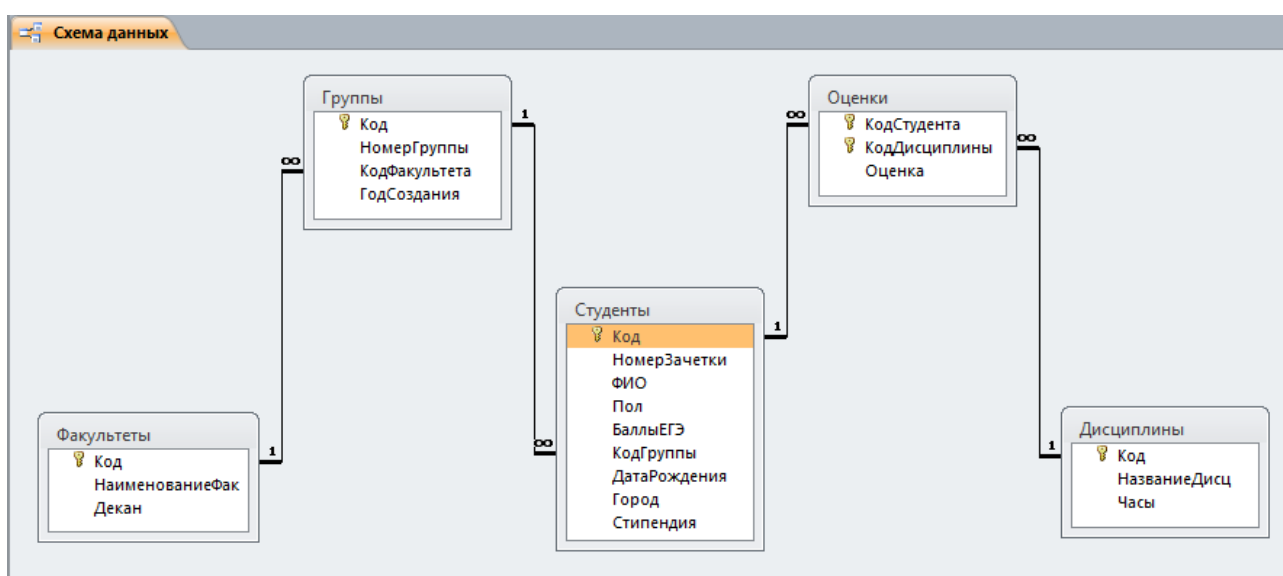 Схема данных
Группы
Код
НомерГруппы
КодФакультета
ГодСоздания
1
∞
Оценки
КодСтудента
КодДисциплины
Оценка
∞
∞
Студенты
Код
НомерЗачетки
ФИО
Пол
БаллыЕГЭ
КодГруппы
ДатаРождения
Город
Стипендия
1
∞
Факультеты
Код
НаименованиеФак
Декан
1
Дисциплины
Код
НазваниеДисц
Часы
1